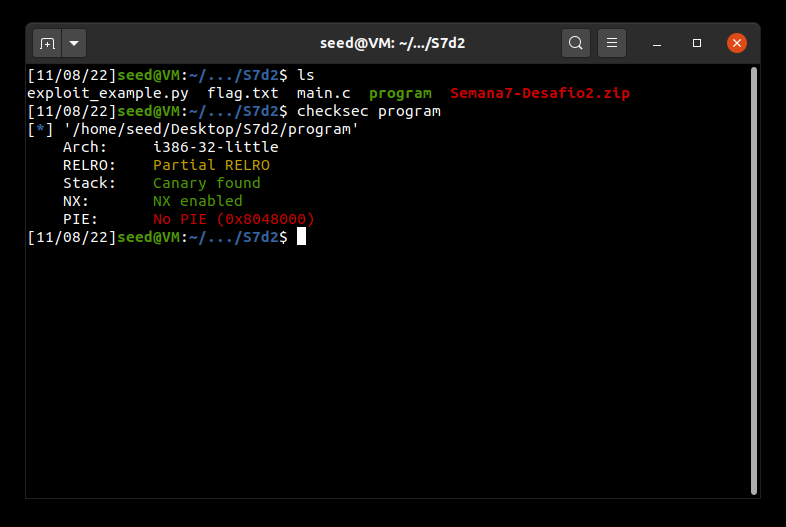 seed@VM: ~/.../S7d2
[11/08/22]seed@VM:~/.../S7d2$ ls
exploit_example.py  flag.txt  main.c  program  Semana7-Desafio2.zip
[11/08/22]seed@VM:~/.../S7d2$ checksec program
[*] '/home/seed/Desktop/S7d2/program'
    Arch:     i386-32-little
    RELRO:    Partial RELRO
    Stack:    Canary found
    NX:       NX enabled
    PIE:      No PIE (0x8048000)
[11/08/22]seed@VM:~/.../S7d2$